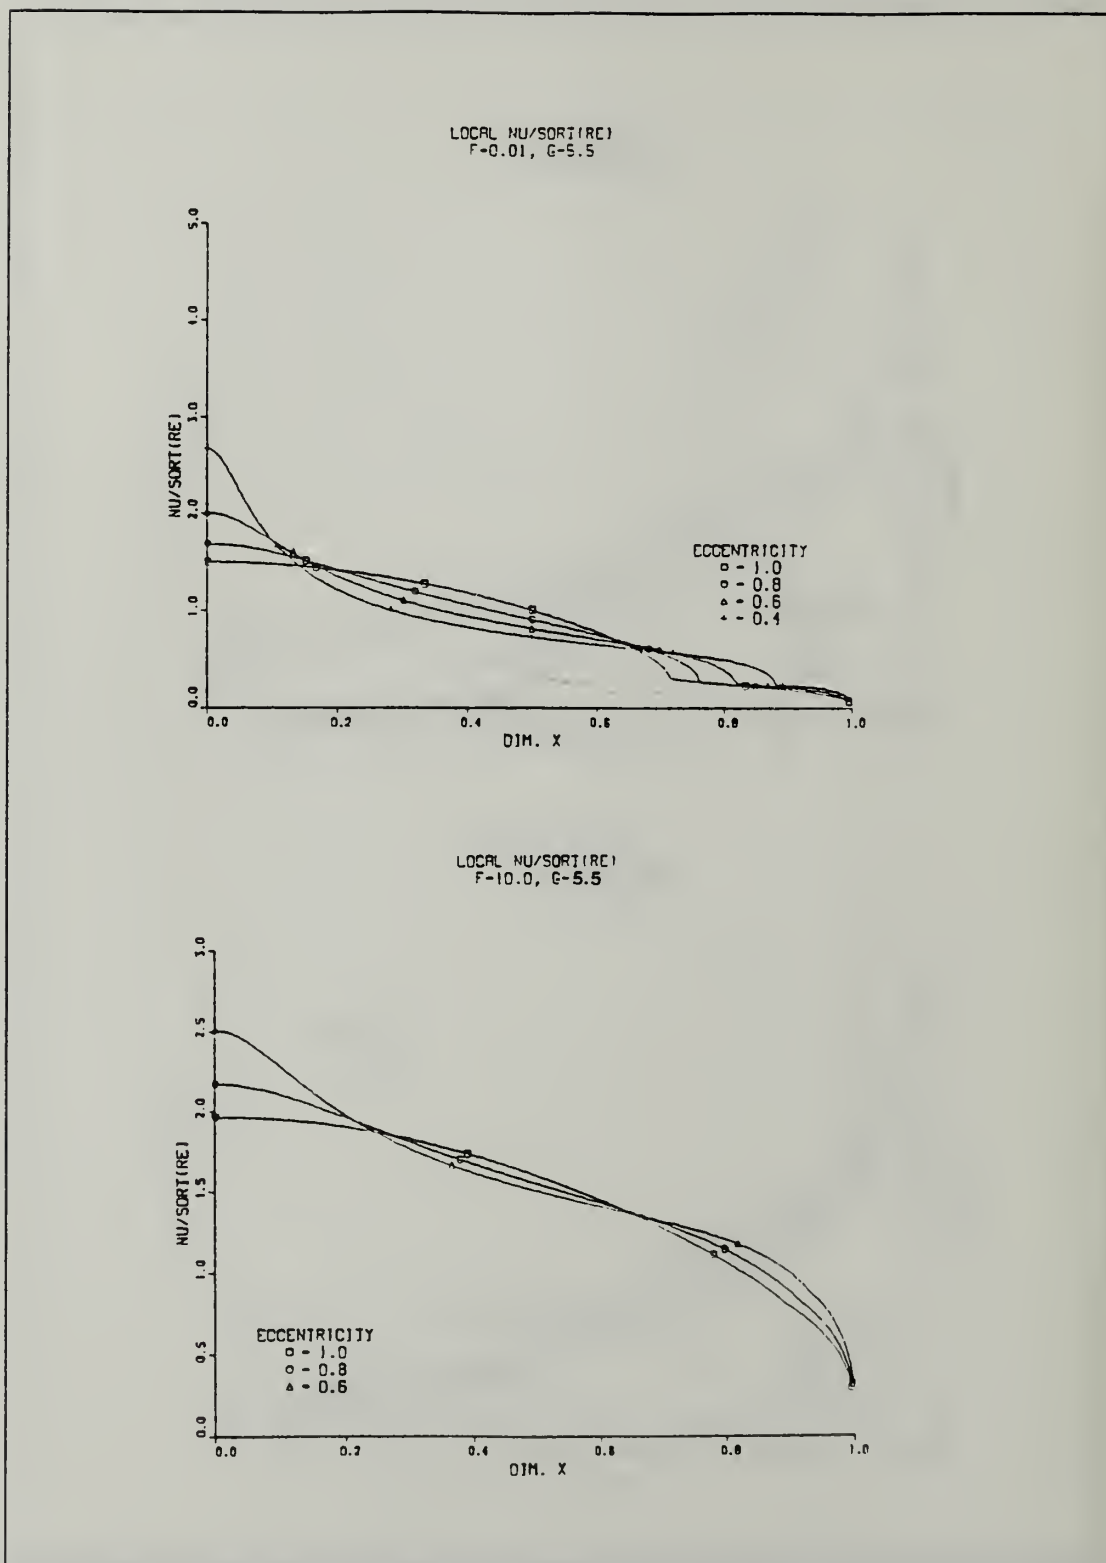 LOCAL NU/SQRT(RE)
F-0.01, G-5.5
NU/SQRT(RE)
5.0
4.0
3.0
2.0
1.0
0.0
ECCENTRICITY
- 1.0
- 0.8
- 0.6
- 0.4
0.0 0.2 0.4 0.6 0.8 1.0
DIM. X
LOCAL NU/SQRT(RE)
F-10.0, G-5.5
NU/SQRT(RE)
3.0
2.5
2.0
1.5
1.0
0.5
0.0
ECCENTRICITY
- 1.0
- 0.8
- 0.6
0.0 0.2 0.4 0.6 0.8 1.0
DIM. X